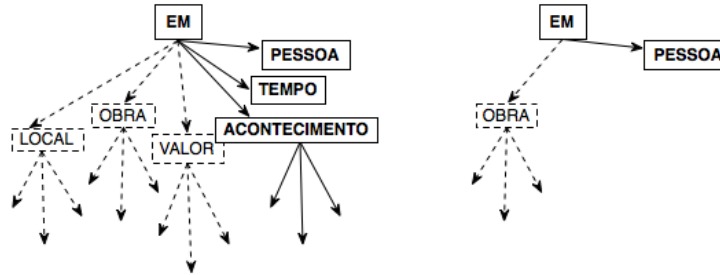 EM
PESSOA
TEMPO
OBRA
LOCAL
VALOR
ACONTECIMENTO
EM
PESSOA
OBRA